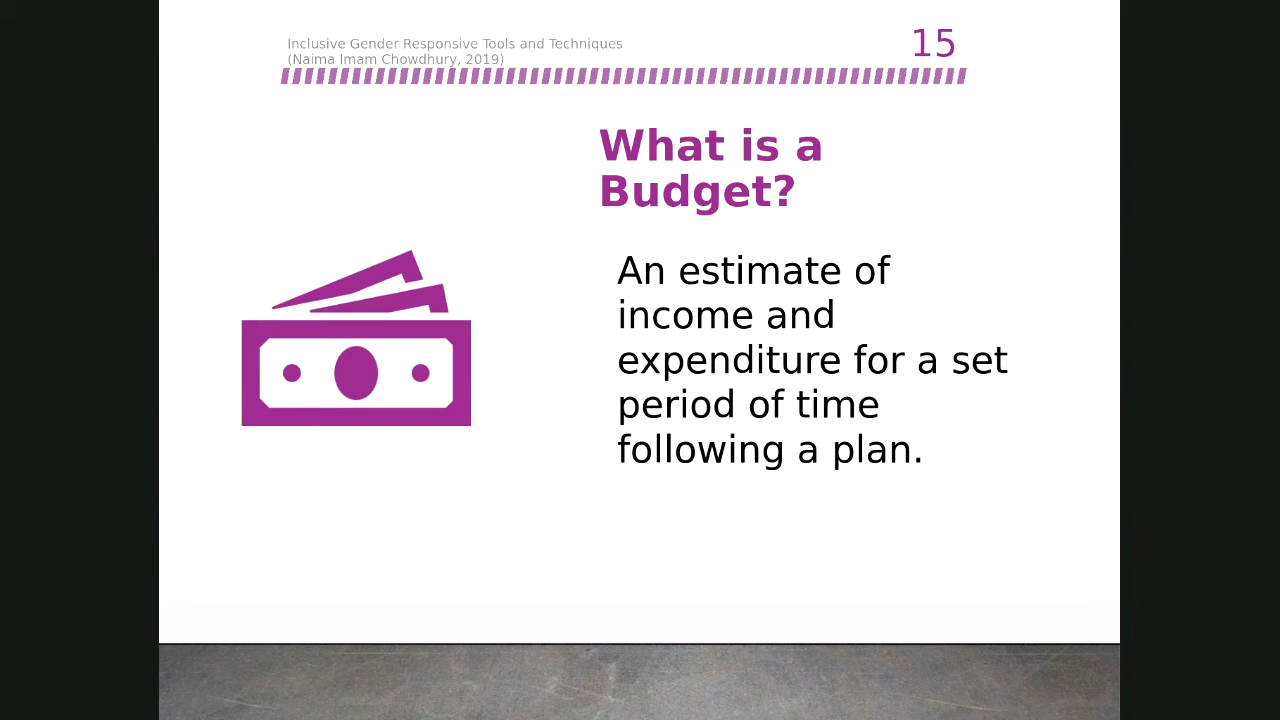 Inclusive Gender Responsive Tools and Techniques
(Naima Imam Chowdhury, 2019)
15
What is a
Budget?
An estimate of
income and
expenditure for a set
period of time
following a plan.